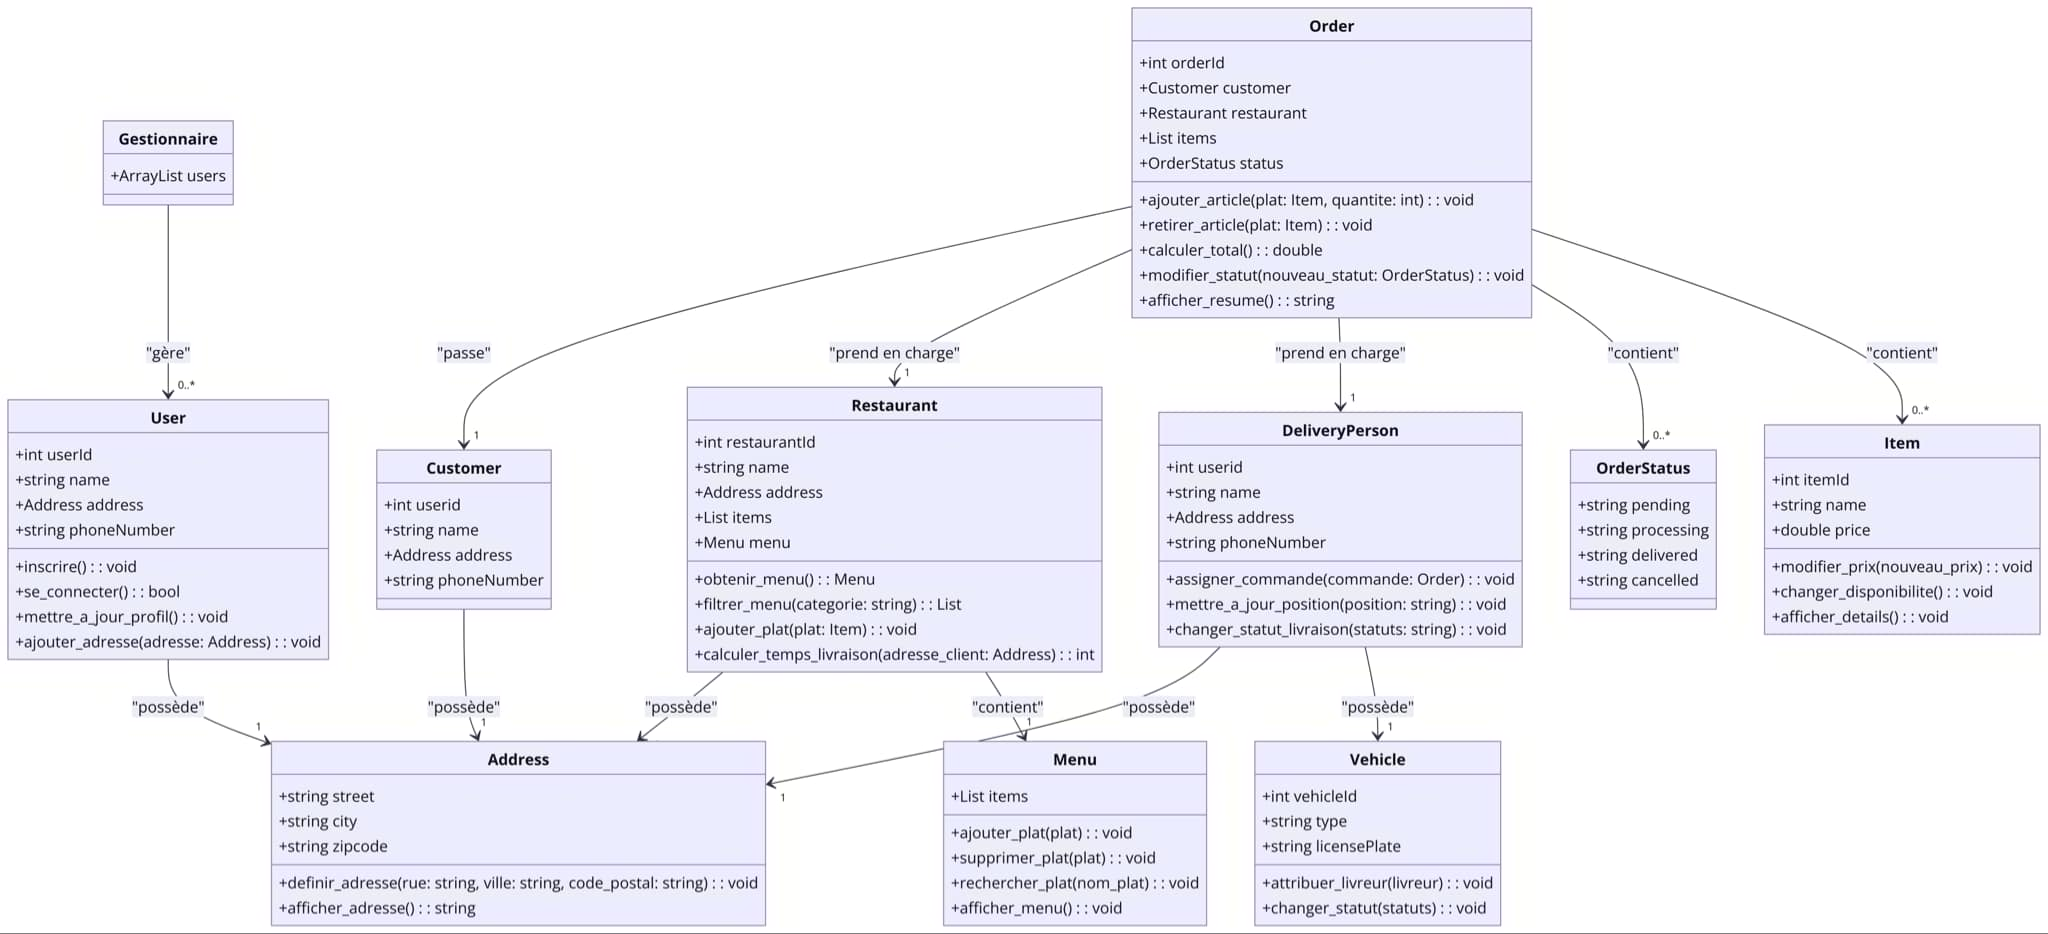 Order
+int orderId
+Customer customer
+Restaurant restaurant
+List items
+OrderStatus status
+ajouter_article(plat: Item, quantite: int) : : void
+retirer_article(plat: Item) : : void
+calculer_total() : : double
+modifier_statut(nouveau_statut: OrderStatus) : : void
+afficher_resume() : : string
Gestionnaire
+ArrayList users
"gère"
0..*
"passe"
1
"prend en charge"
1
"prend en charge"
1
"contient"
0..*
"contient"
0..*
User
+int userId
+string name
+Address address
+string phoneNumber
+inscrire() : : void
+se_connecter() : : bool
+mettre_a_jour_profil() : : void
+ajouter_adresse(adresse: Address) : : void
Customer
+int userid
+string name
+Address address
+string phoneNumber
Restaurant
+int restaurantId
+string name
+Address address
+List items
+Menu menu
+obtenir_menu() : : Menu
+filtrer_menu(categorie: string) : : List
+ajouter_plat(plat: Item) : : void
+calculer_temps_livraison(adresse_client: Address) : : int
DeliveryPerson
+int userid
+string name
+Address address
+string phoneNumber
+assigner_commande(commande: Order) : : void
+mettre_a_jour_position(position: string) : : void
+changer_statut_livraison(statuts: string) : : void
OrderStatus
+string pending
+string processing
+string delivered
+string cancelled
Item
+int itemId
+string name
+double price
+modifier_prix(nouveau_prix) : : void
+changer_disponibilite() : : void
+afficher_details() : : void
"possède"
1
"possède"
1
"possède"
"contient"
1
"possède"
1
"possède"
1
Address
+string street
+string city
+string zipcode
+definir_adresse(rue: string, ville: string, code_postal: string) : : void
+afficher_adresse() : : string
Menu
+List items
+ajouter_plat(plat) : : void
+supprimer_plat(plat) : : void
+rechercher_plat(nom_plat) : : void
+afficher_menu() : : void
Vehicle
+int vehicleId
+string type
+string licensePlate
+attribuer_livreur(livreur) : : void
+changer_statut(statuts) : : void